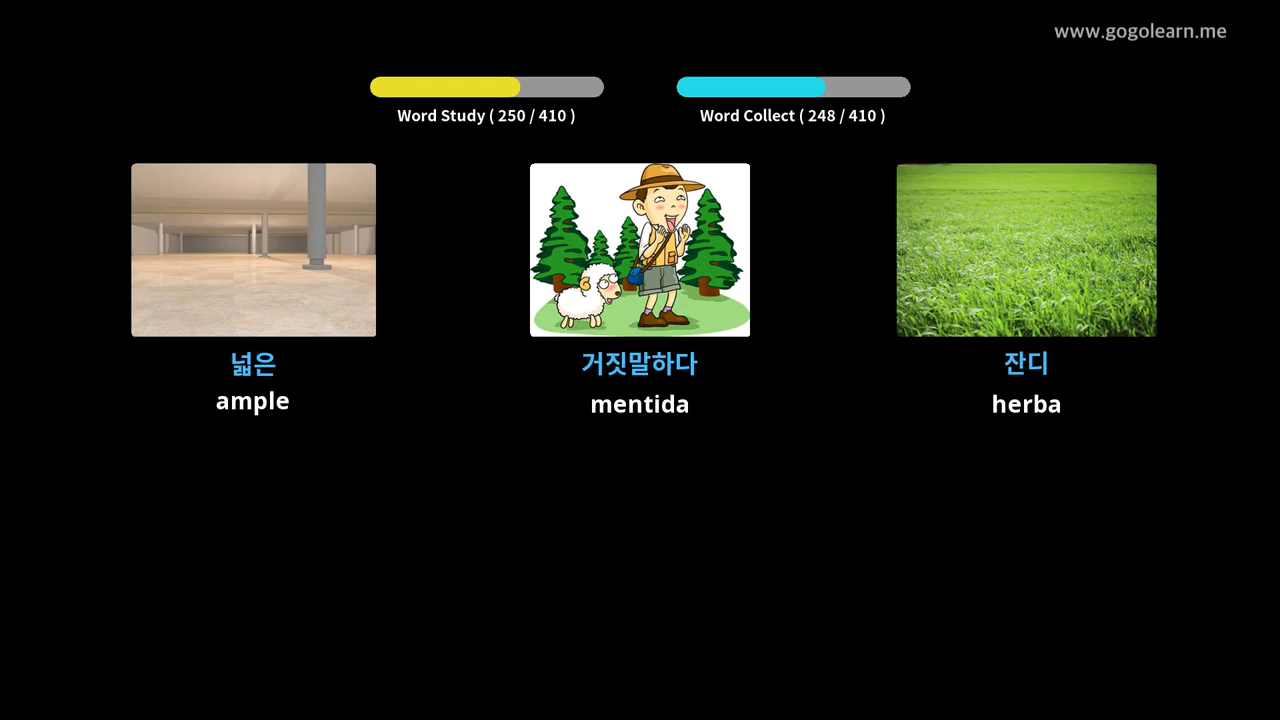 www.gogolearn.me
Word Study ( 250 / 410 )
Word Collect ( 248 / 410 )
넓은
거짓말하다
잔디
ample
mentida
herba